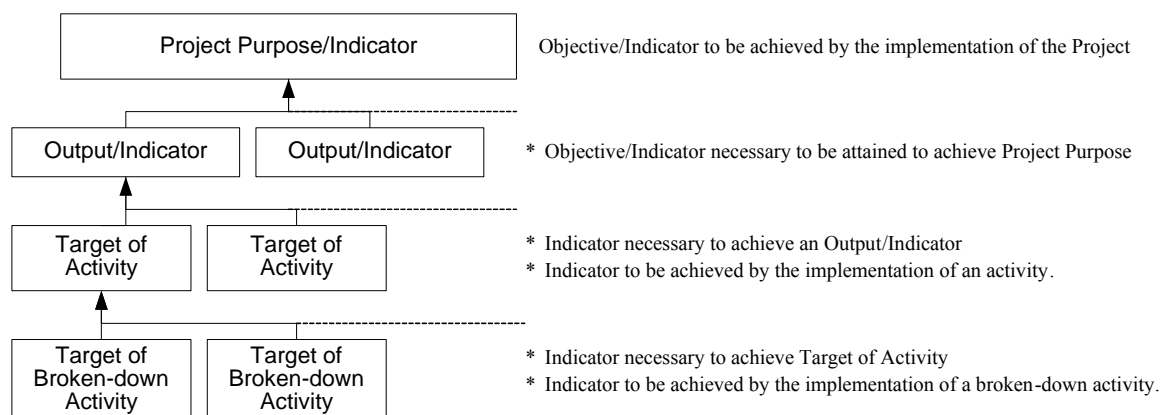 Project Purpose/Indicator
Objective/Indicator to be achieved by the implementation of the Project
Output/Indicator
Output/Indicator
* Objective/Indicator necessary to be attained to achieve Project Purpose
Target of
Activity
Target of
Activity
* Indicator necessary to achieve an Output/Indicator
* Indicator to be achieved by the implementation of an activity.
Target of
Broken-down
Activity
Target of
Broken-down
Activity
* Indicator necessary to achieve Target of Activity
* Indicator to be achieved by the implementation of a broken-down activity.